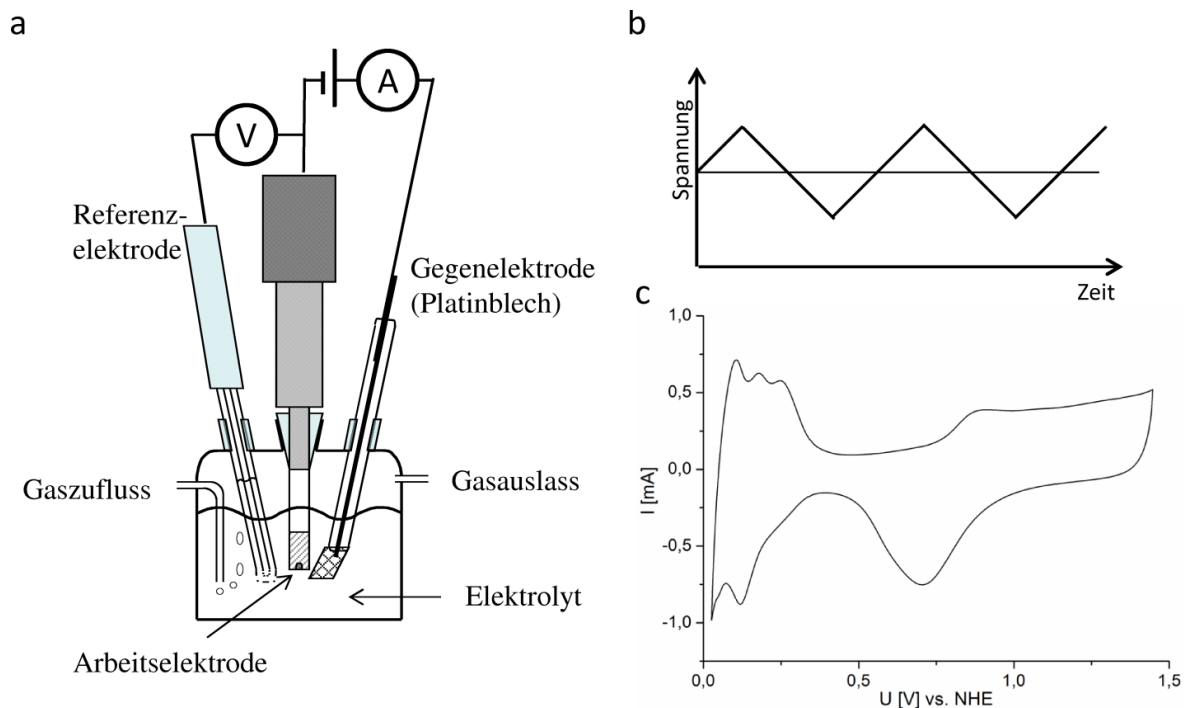 a
V
A
Referenz-
elektrode
Gegenelektrode
(Platinblech)
Gaszufluss
Gasauslass
Elektrolyt
Arbeitselektrode
b
Spannung
Zeit
c
1,0
0,5
0,0
-0,5
-1,0
I [mA]
0,0 0,5 1,0 1,5
U [V] vs. NHE